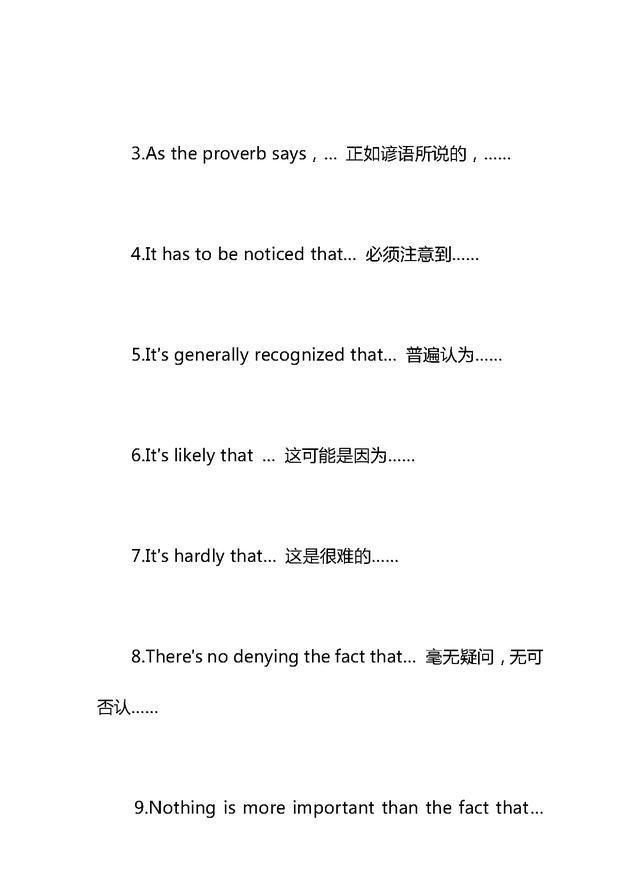 3.As the proverb says，... 正如谚语所说的，……
4.It has to be noticed that... 必须注意到……
5.It's generally recognized that... 普遍认为……
6.It's likely that ... 这可能是因为……
7.It's hardly that... 这是很难的……
8.There's no denying the fact that... 毫无疑问，无可
否认……
9.Nothing is more important than the fact that...